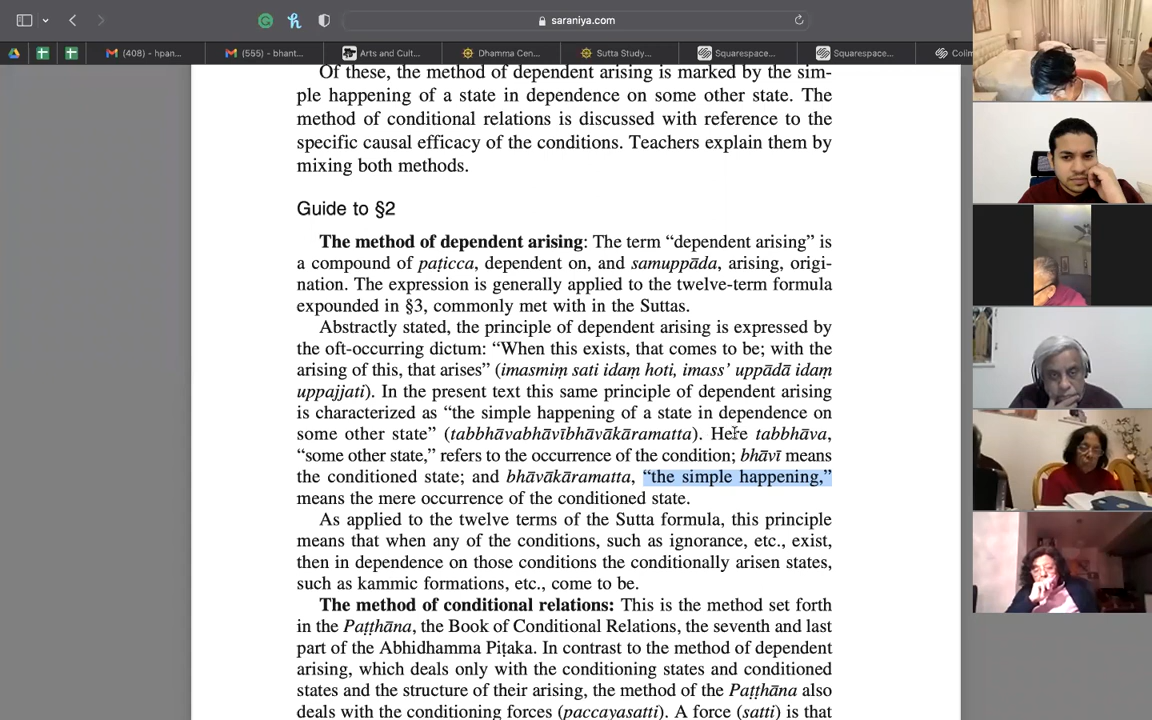 saraniya.com
(408) - hpan...
(555) - bhant...
Arts and Cult...
Dhamma Cen...
Sutta Study...
Squarespace...
Squarespace...
Colim
Of these, the method of dependent arising is marked by the sim-
ple happening of a state in dependence on some other state. The
method of conditional relations is discussed with reference to the
specific causal efficacy of the conditions. Teachers explain them by
mixing both methods.
Guide to §2
The method of dependent arising: The term “dependent arising” is
a compound of paṭicca, dependent on, and samuppāda, arising, origi-
nation. The expression is generally applied to the twelve-term formula
expounded in §3, commonly met with in the Suttas.
Abstractly stated, the principle of dependent arising is expressed by
the oft-occurring dictum: “When this exists, that comes to be; with the
arising of this, that arises” (imasmiṃ sati idaṃ hoti, imass’ uppādā idaṃ
uppajjati). In the present text this same principle of dependent arising
is characterized as “the simple happening of a state in dependence on
some other state” (tabbhāvabhāvībhāvākāramatta). Here tabbhāva,
“some other state,” refers to the occurrence of the condition; bhāvī means
the conditioned state; and bhāvākāramatta, “the simple happening,”
means the mere occurrence of the conditioned state.
As applied to the twelve terms of the Sutta formula, this principle
means that when any of the conditions, such as ignorance, etc., exist,
then in dependence on those conditions the conditionally arisen states,
such as kammic formations, etc., come to be.
The method of conditional relations: This is the method set forth
in the Paṭṭhāna, the Book of Conditional Relations, the seventh and last
part of the Abhidhamma Piṭaka. In contrast to the method of dependent
arising, which deals only with the conditioning states and conditioned
states and the structure of their arising, the method of the Paṭṭhāna also
deals with the conditioning forces (paccayasatti). A force (satti) is that